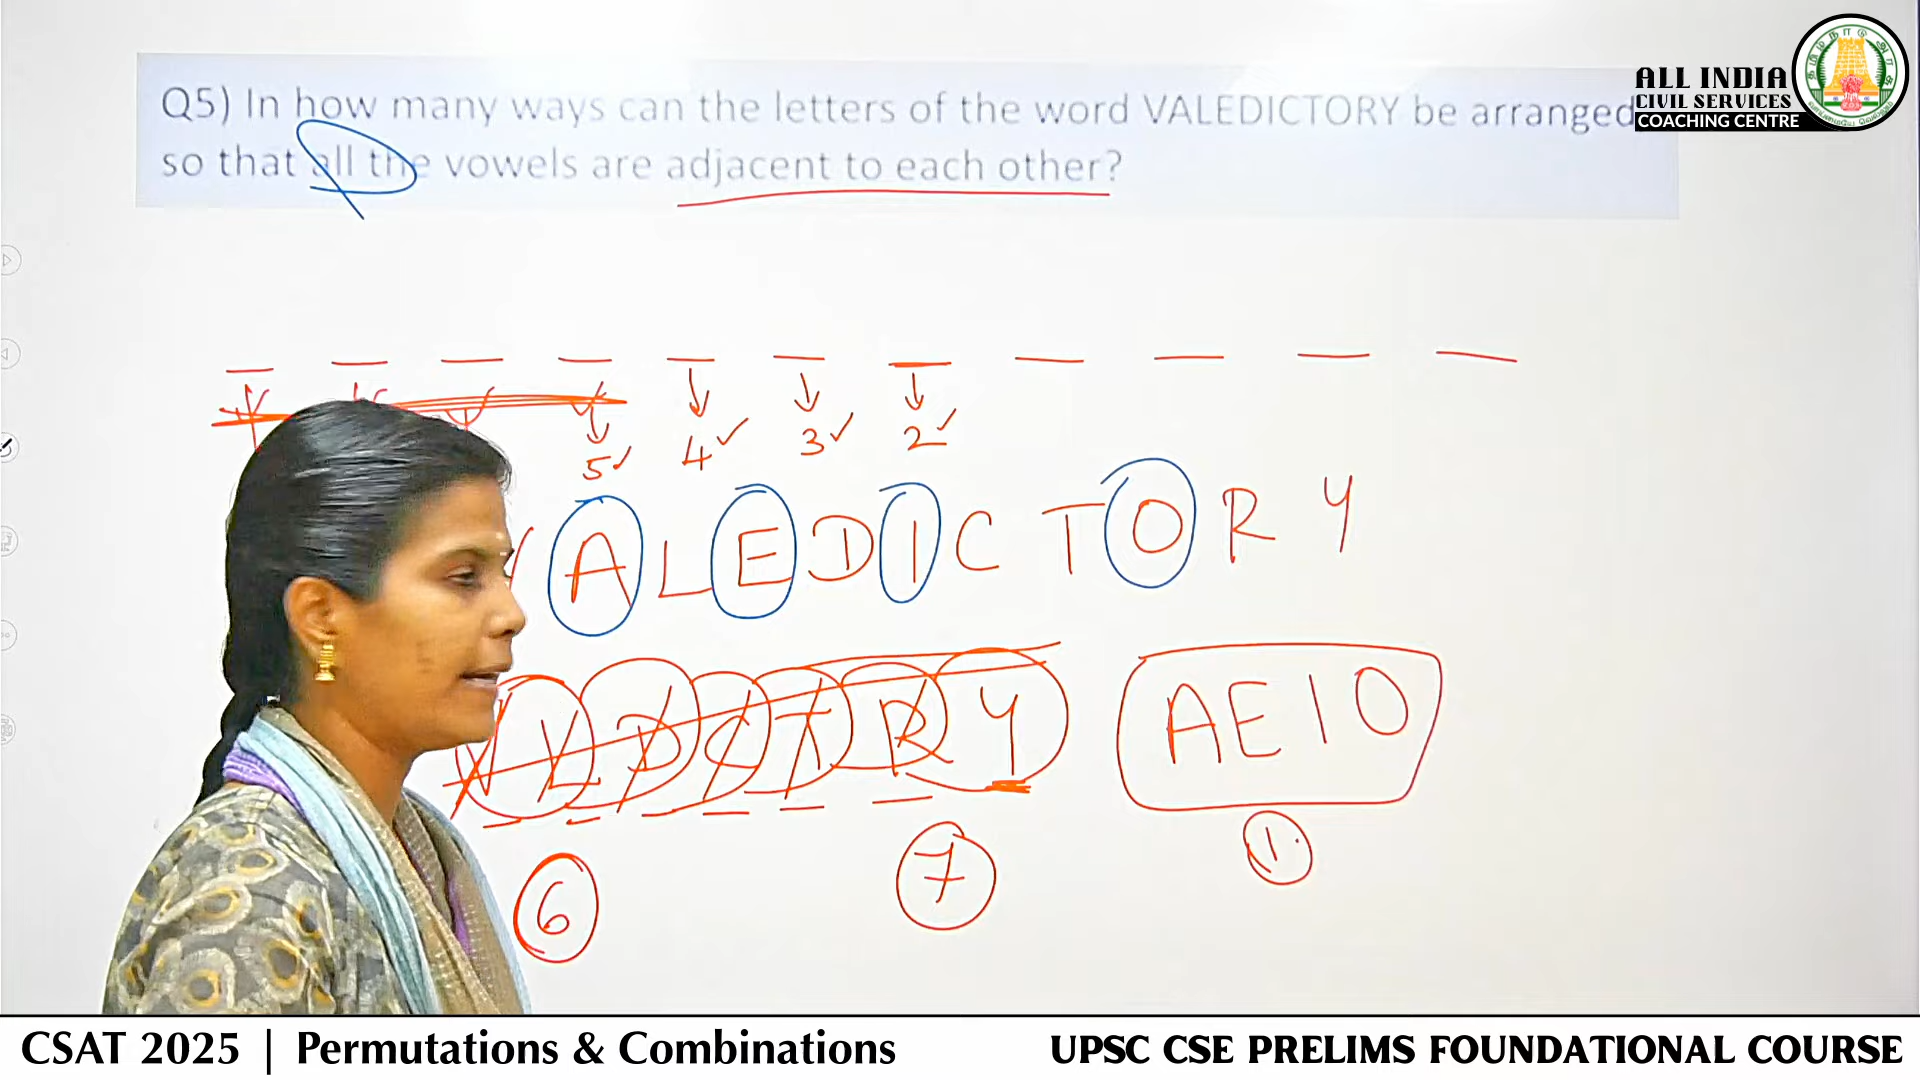 Q5) In how many ways can the letters of the word VALEDICTORY be arranged
so that all the vowels are adjacent to each other?
ALL INDIA
CIVIL SERVICES
COACHING CENTRE
5 4 3 2
V A L E D I C T O R Y
V L D C T R Y A E I O
6 7 1
CSAT 2025 | Permutations & Combinations
UPSC CSE PRELIMS FOUNDATIONAL COURSE